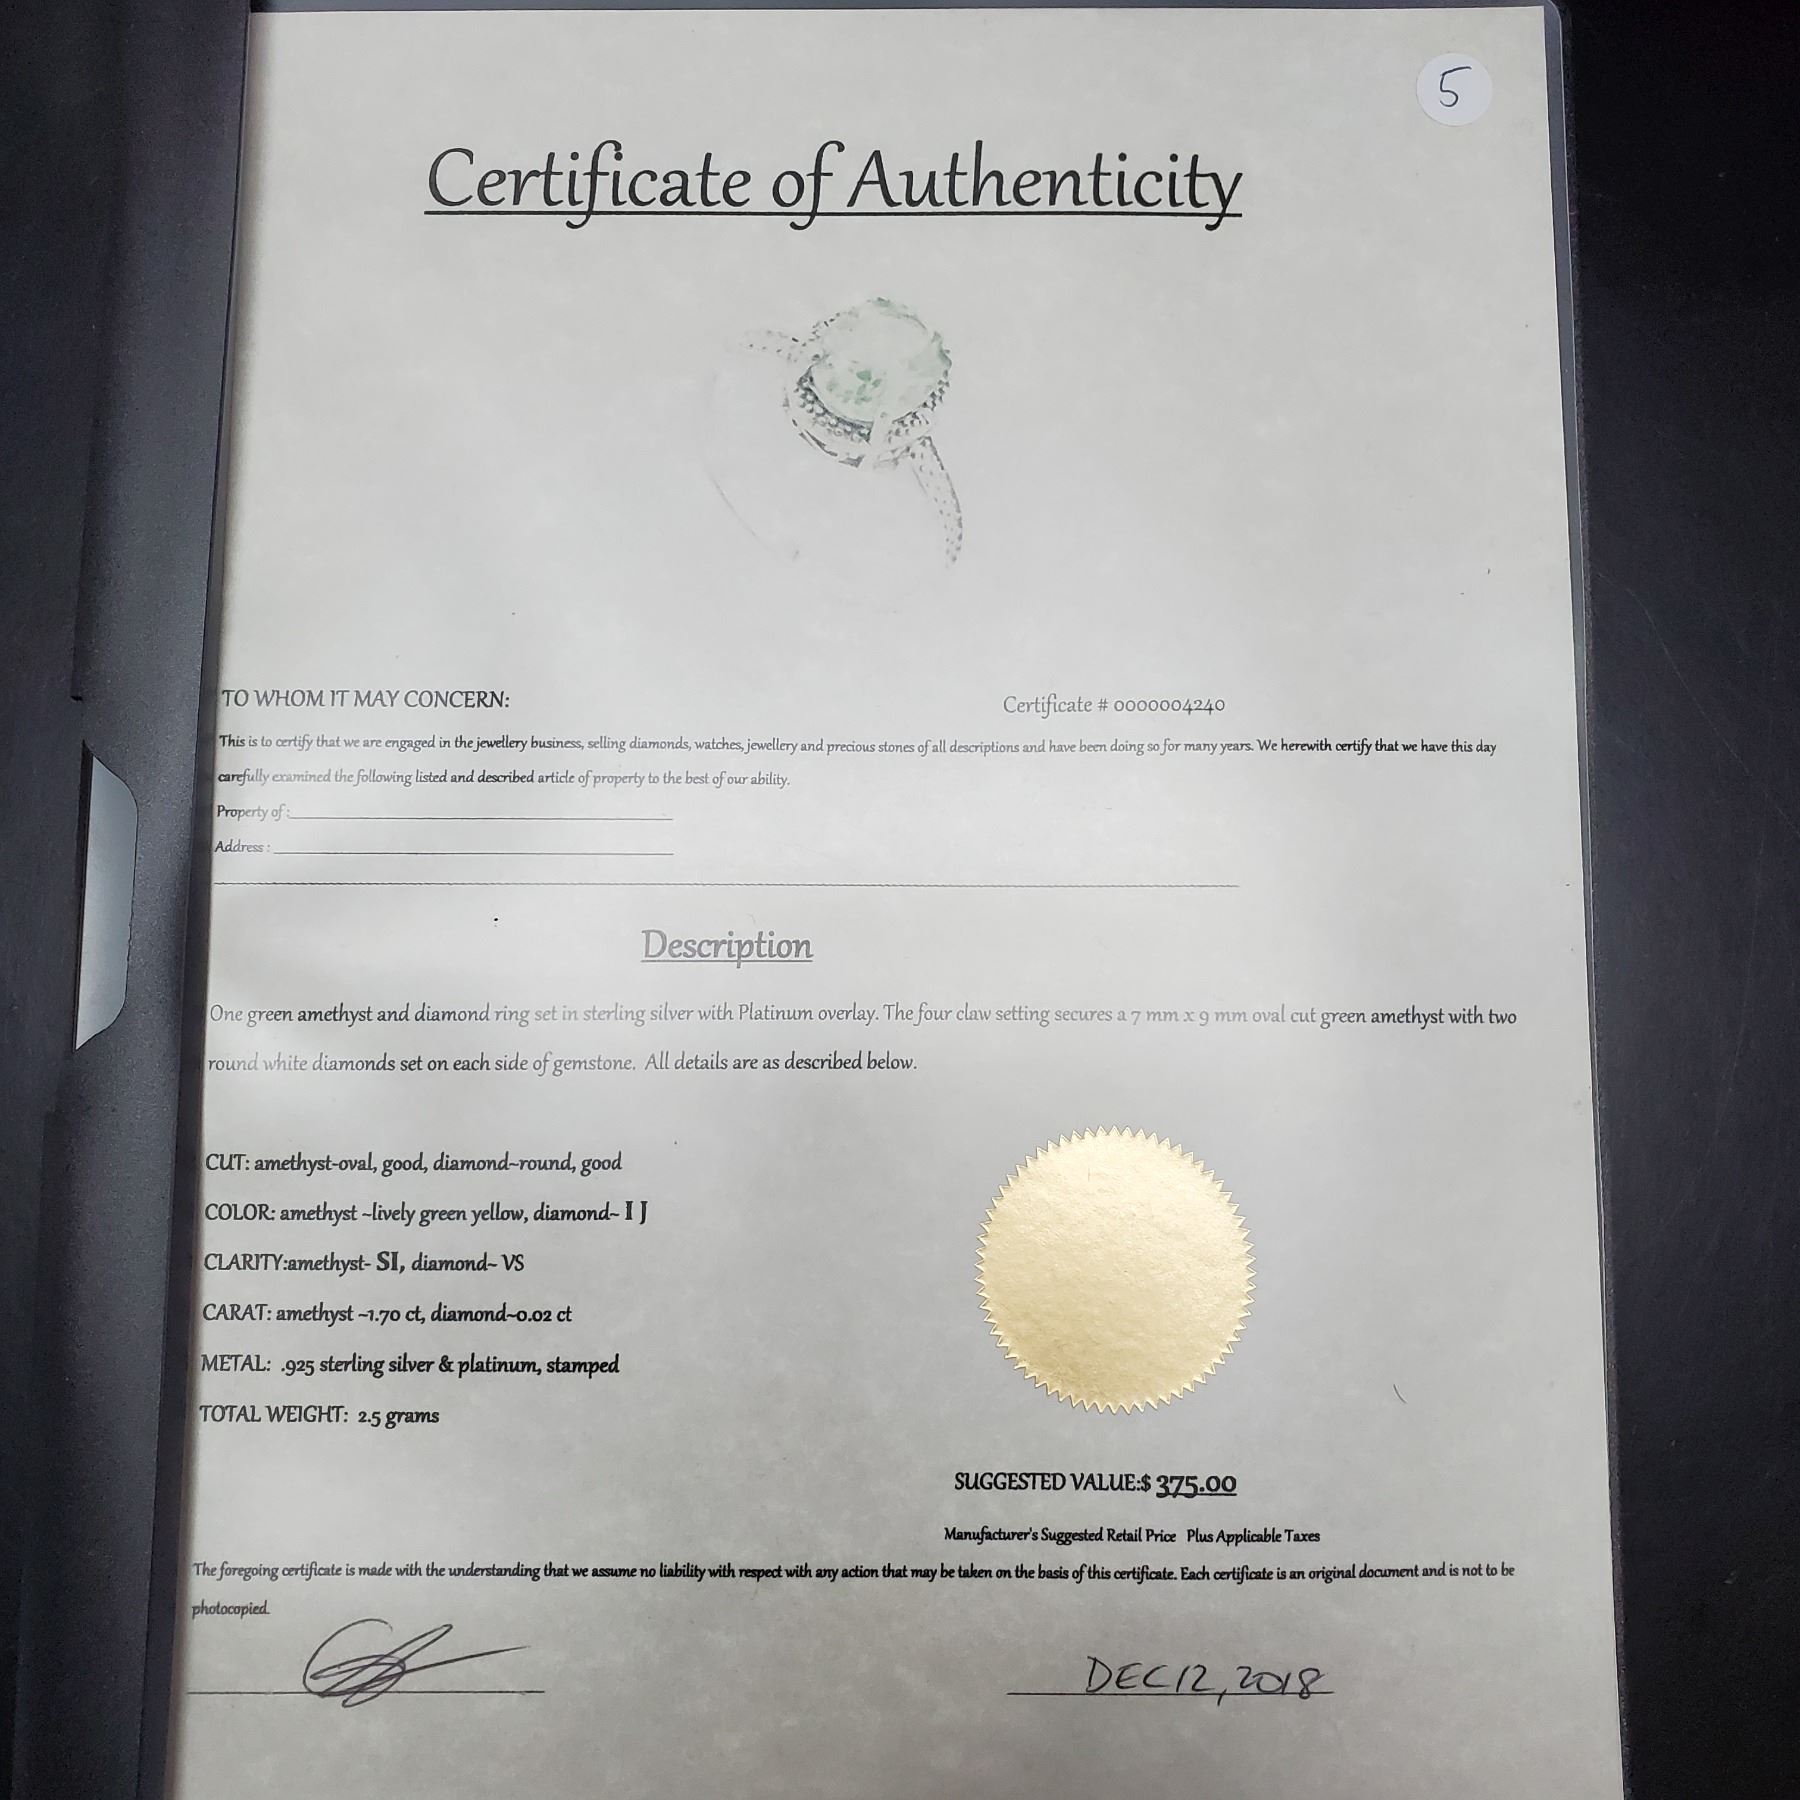 5
Certificate of Authenticity
TO WHOM IT MAY CONCERN:
Certificate # 0000004240
This is to certify that we are engaged in the jewellery business, selling diamonds, watches, jewellery and precious stones of all descriptions and have been doing so for many years. We herewith certify that we have this day
carefully examined the following listed and described article of property to the best of our ability.
Property of :
Address :
Description
One green amethyst and diamond ring set in sterling silver with Platinum overlay. The four claw setting secures a 7 mm x 9 mm oval cut green amethyst with two
round white diamonds set on each side of gemstone. All details are as described below.
CUT: amethyst-oval, good, diamond~round, good
COLOR: amethyst ~lively green yellow, diamond~ I J
CLARITY:amethyst- SI, diamond~ VS
CARAT: amethyst ~1.70 ct, diamond~0.02 ct
METAL: .925 sterling silver & platinum, stamped
TOTAL WEIGHT: 2.5 grams
SUGGESTED VALUE:$ 375.00
Manufacturer's Suggested Retail Price Plus Applicable Taxes
The foregoing certificate is made with the understanding that we assume no liability with respect with any action that may be taken on the basis of this certificate. Each certificate is an original document and is not to be
photocopied.
DEC 12, 2018